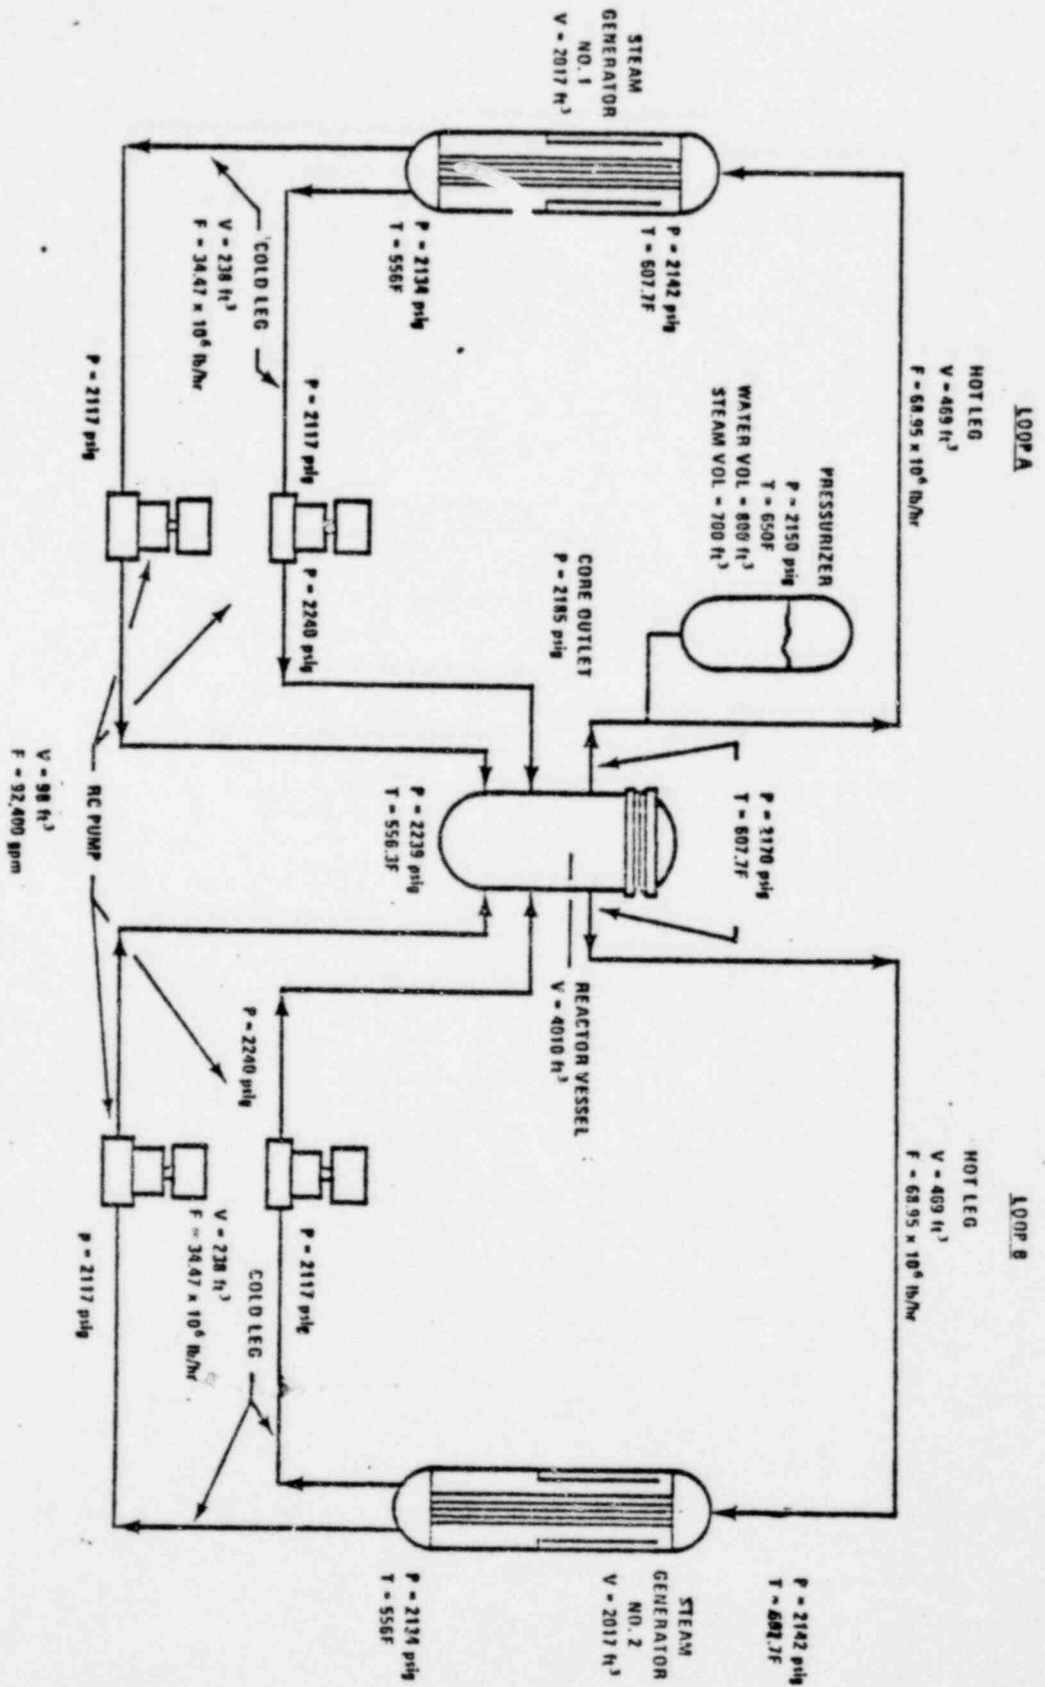 LOOP A
HOT LEG
V = 469 ft³
F = 68.95 x 10⁶ lb/hr
PRESSURIZER
P = 2150 psig
T = 650F
WATER VOL = 800 ft³
STEAM VOL = 700 ft³
STEAM
GENERATOR
NO. 1
V = 2017 ft³
P = 2142 psig
T = 607.7F
P = 2134 psig
T = 556F
CORE OUTLET
P = 2185 psig
COLD LEG
V = 238 ft³
F = 34.47 x 10⁶ lb/hr
P = 2117 psig
P = 2240 psig
P = 2117 psig
P = 2170 psig
T = 607.7F
P = 2239 psig
T = 556.3F
RC PUMP
V = 98 ft³
F = 92,400 gpm
REACTOR VESSEL
V = 4010 ft³
LOOP B
HOT LEG
V = 469 ft³
F = 68.95 x 10⁶ lb/hr
P = 2240 psig
P = 2117 psig
V = 238 ft³
F = 34.47 x 10⁶ lb/hr
COLD LEG
P = 2117 psig
P = 2142 psig
STEAM
GENERATOR
NO. 2
V = 2017 ft³
P = 2134 psig
T = 556F